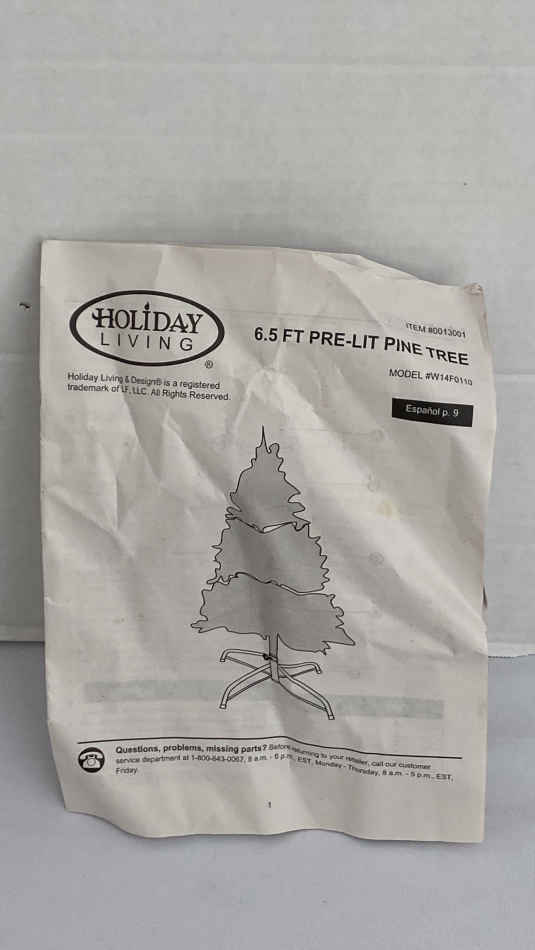 HOLIDAY
LIVING
®
Holiday Living & Design® is a registered
trademark of LF, LLC. All Rights Reserved.
ITEM #0013001
6.5 FT PRE-LIT PINE TREE
MODEL #W14F0110
Español p. 9
Questions, problems, missing parts? Before returning to your retailer, call our customer
service department at 1-800-643-0067, 8 a.m. - 6 p.m., EST, Monday - Thursday, 8 a.m. - 5 p.m., EST,
Friday.
1